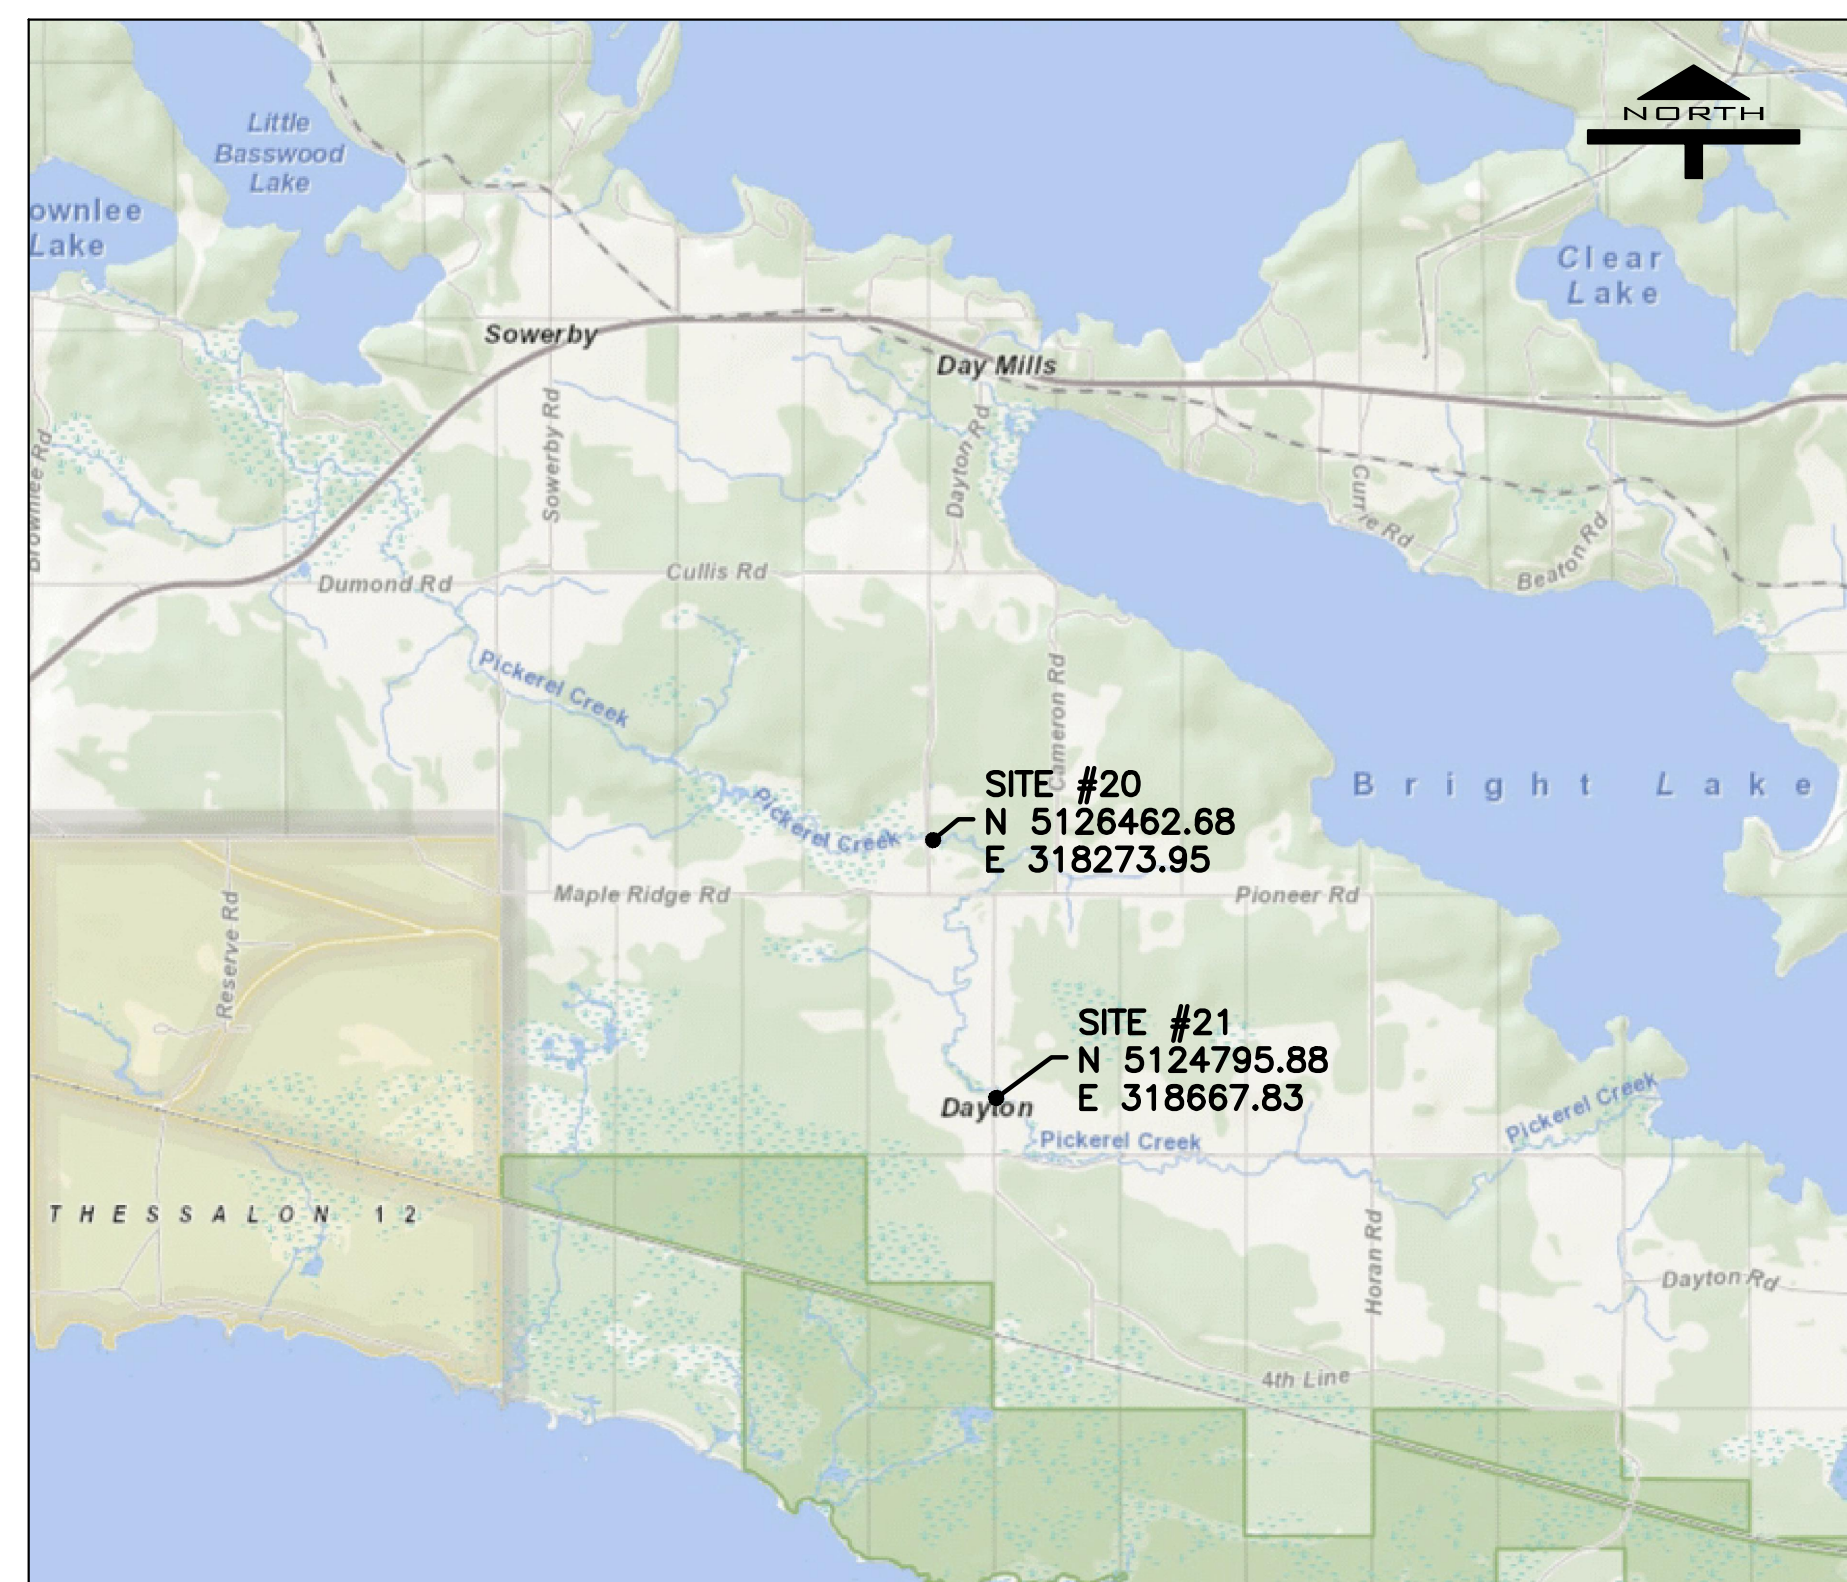 NORTH
Little
Basswood
Lake
ownlee
Lake
Clear
Lake
Sowerby
Day Mills
Sowerby Rd
Dayton Rd
Brownlee Rd
Currie Rd
Beaton Rd
Dumond Rd
Cullis Rd
Pickerel Creek
Cameron Rd
SITE #20
N 5126462.68
E 318273.95
Bright Lake
Pickerel Creek
Maple Ridge Rd
Pioneer Rd
Reserve Rd
SITE #21
N 5124795.88
E 318667.83
Dayton
Pickerel Creek
Pickerel Creek
THESSALON 12
Horan Rd
Dayton Rd
4th Line